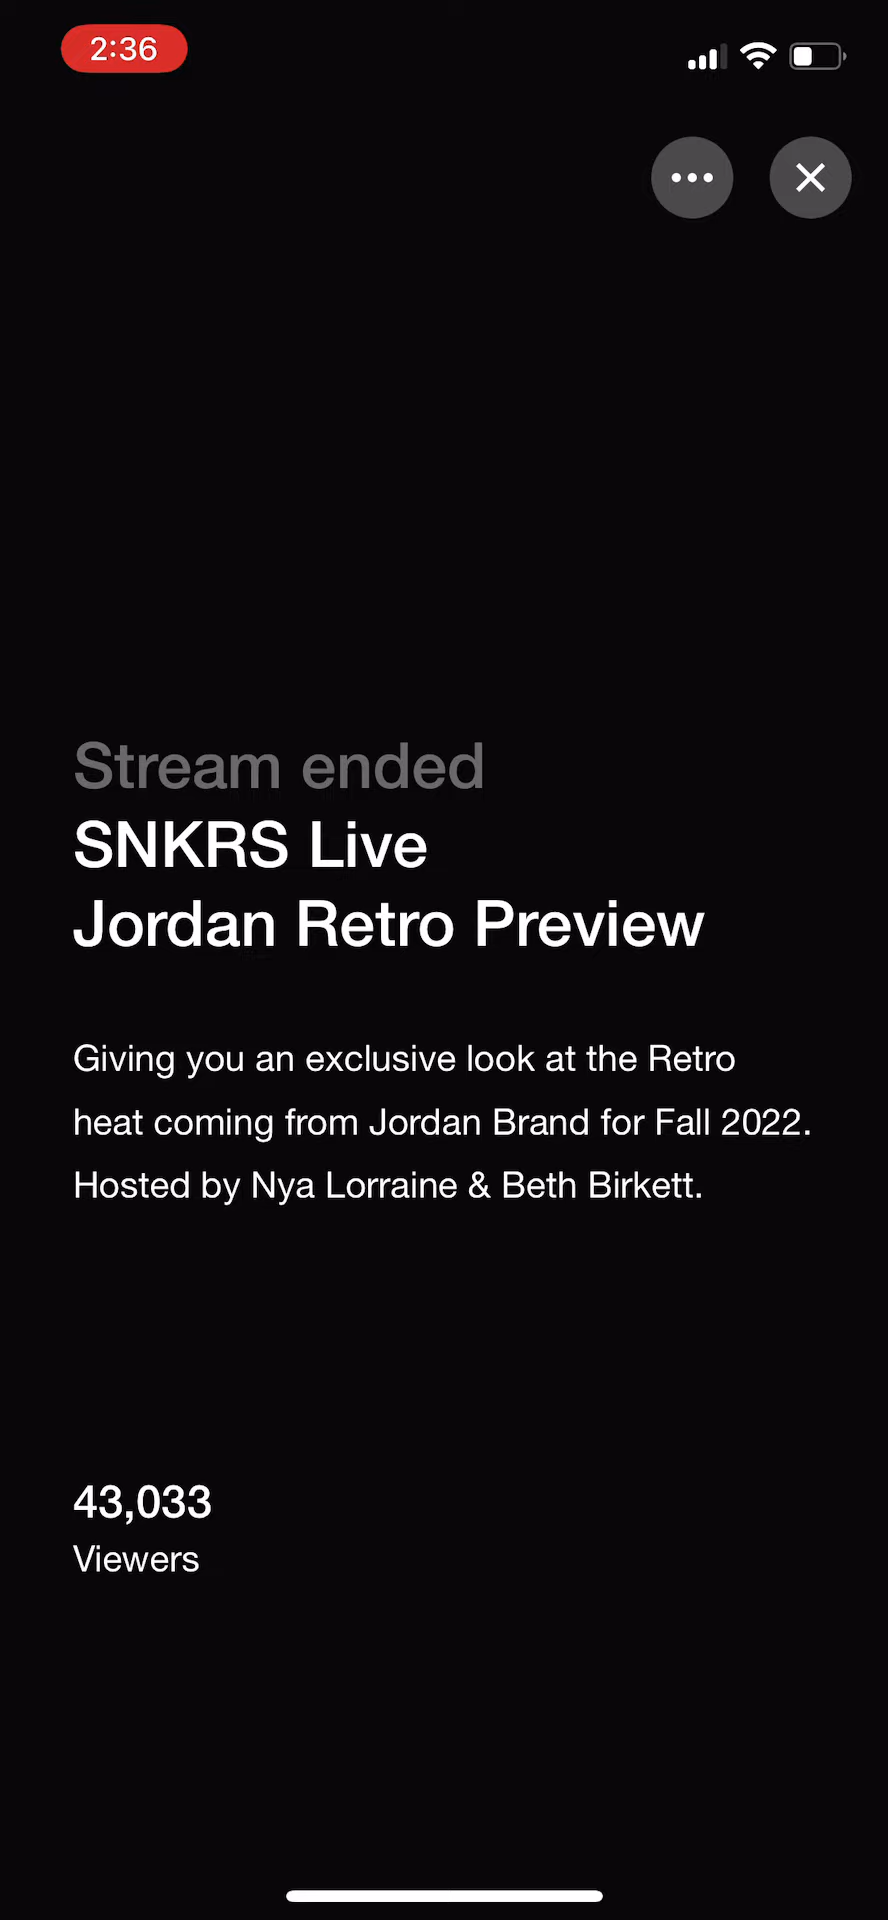 2:36
Stream ended
SNKRS Live
Jordan Retro Preview
Giving you an exclusive look at the Retro
heat coming from Jordan Brand for Fall 2022.
Hosted by Nya Lorraine & Beth Birkett.
43,033
Viewers